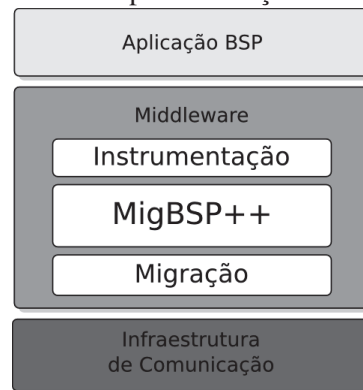 Aplicação BSP
Middleware
Instrumentação
MigBSP++
Migração
Infraestrutura
de Comunicação